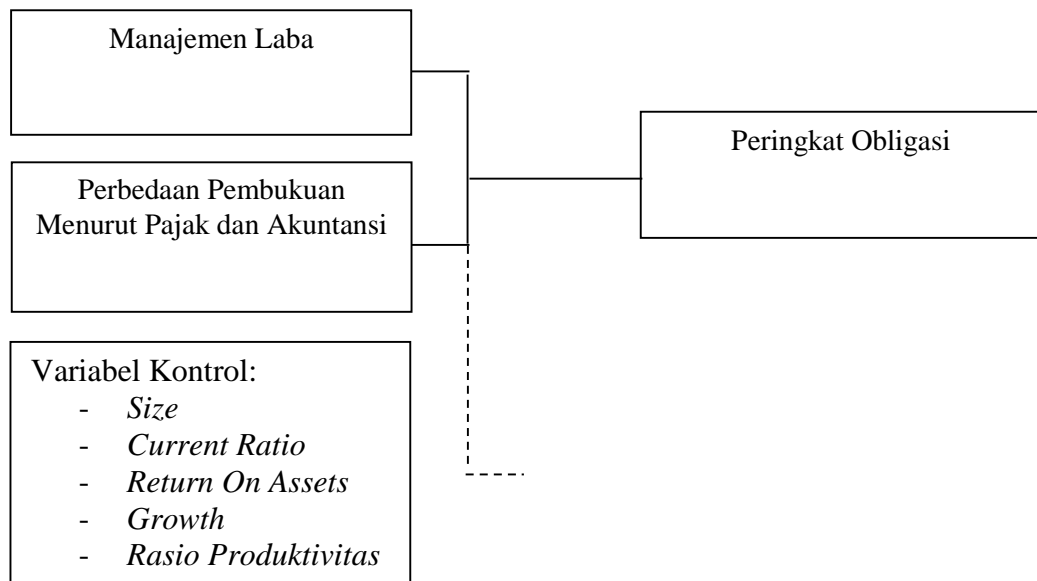 Manajemen Laba
Perbedaan Pembukuan
Menurut Pajak dan Akuntansi
Peringkat Obligasi
Variabel Kontrol:
- Size
- Current Ratio
- Return On Assets
- Growth
- Rasio Produktivitas